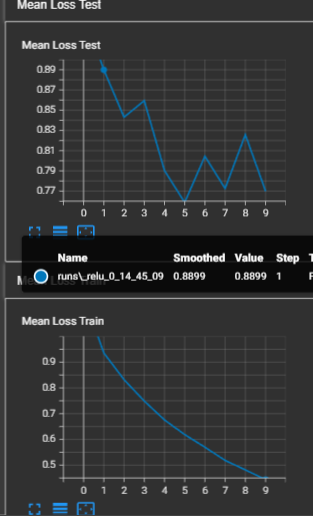 Mean Loss Test
Mean Loss Test
0.89
0.87
0.85
0.83
0.81
0.79
0.77
0 1 2 3 4 5 6 7 8 9
Name Smoothed Value Step T
runs\_relu_0_14_45_09 0.8899 0.8899 1 F
Mean Loss Train
Mean Loss Train
0.9
0.8
0.7
0.6
0.5
0 1 2 3 4 5 6 7 8 9